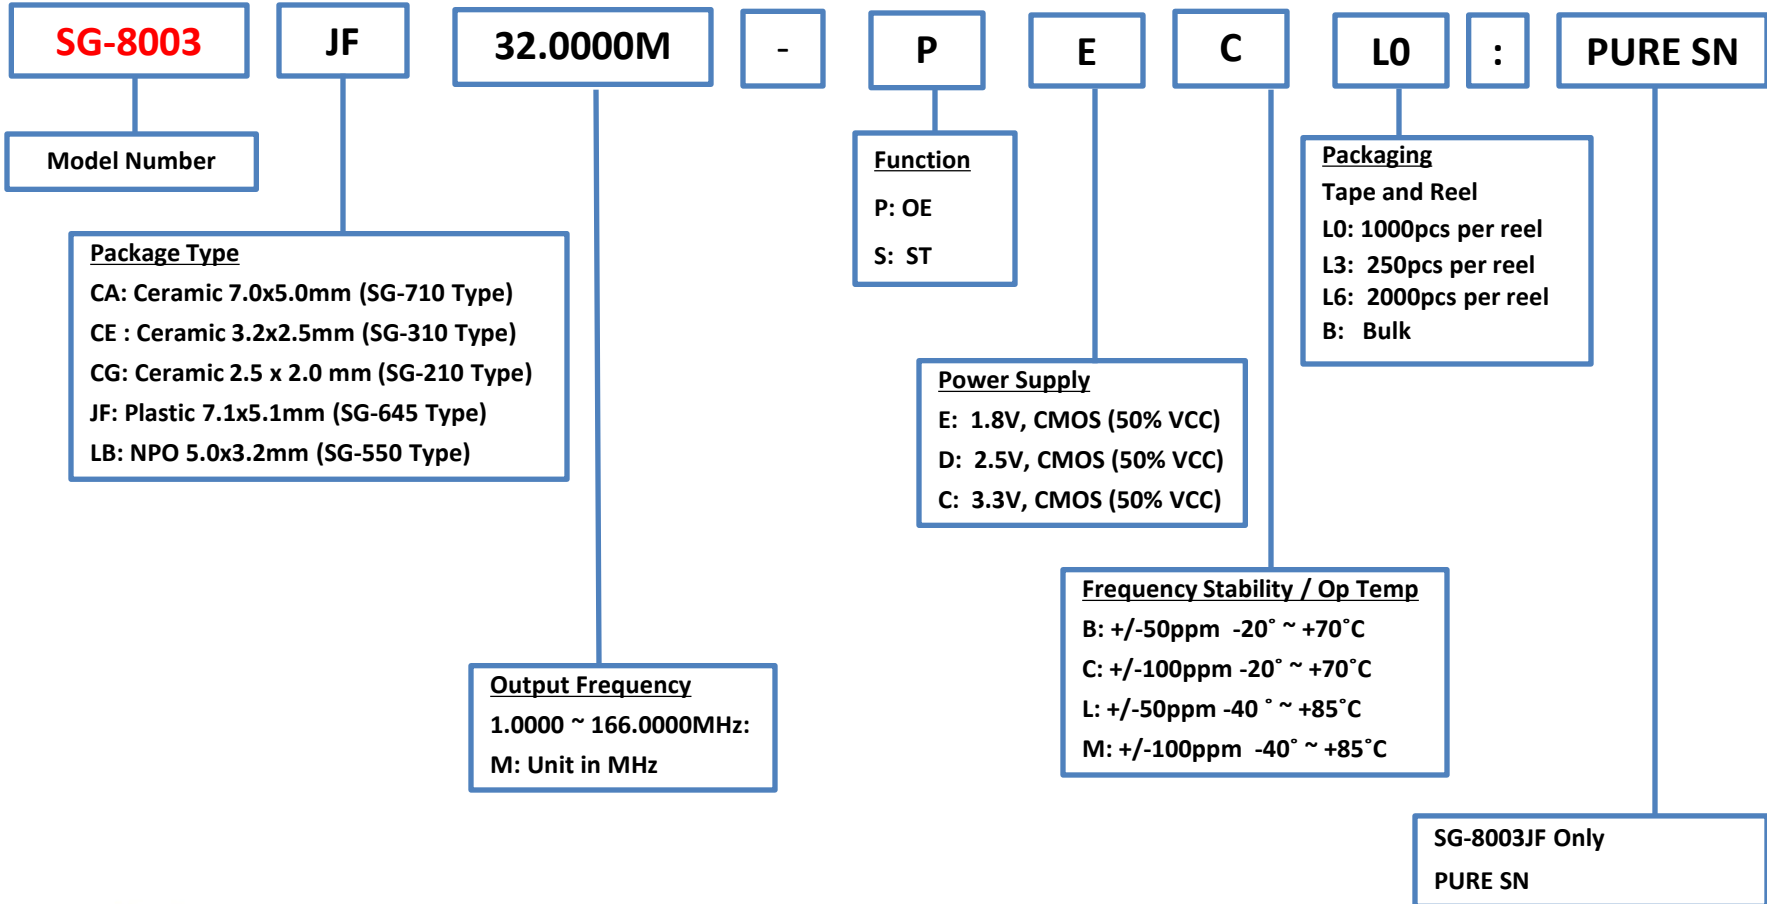 SG-8003 JF 32.0000M - P E C L0 : PURE SN
Model Number
Package Type
CA: Ceramic 7.0x5.0mm (SG-710 Type)
CE : Ceramic 3.2x2.5mm (SG-310 Type)
CG: Ceramic 2.5 x 2.0 mm (SG-210 Type)
JF: Plastic 7.1x5.1mm (SG-645 Type)
LB: NPO 5.0x3.2mm (SG-550 Type)
Output Frequency
1.0000 ~ 166.0000MHz:
M: Unit in MHz
Function
P: OE
S: ST
Power Supply
E: 1.8V, CMOS (50% VCC)
D: 2.5V, CMOS (50% VCC)
C: 3.3V, CMOS (50% VCC)
Frequency Stability / Op Temp
B: +/-50ppm -20˚ ~ +70˚C
C: +/-100ppm -20˚ ~ +70˚C
L: +/-50ppm -40 ˚ ~ +85˚C
M: +/-100ppm -40˚ ~ +85˚C
Packaging
Tape and Reel
L0: 1000pcs per reel
L3: 250pcs per reel
L6: 2000pcs per reel
B: Bulk
SG-8003JF Only
PURE SN